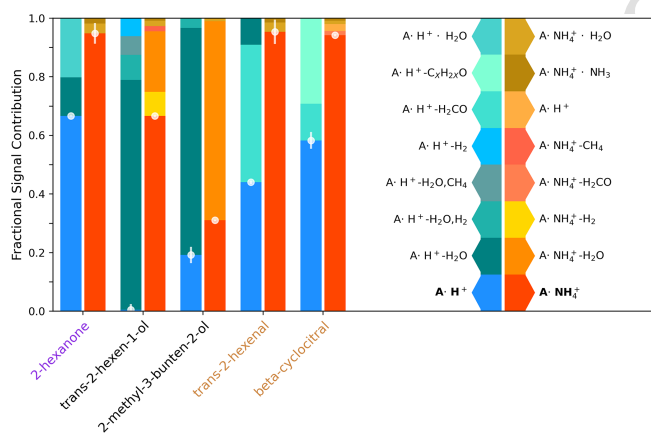 Fractional Signal Contribution
1.0
0.8
0.6
0.4
0.2
0.0
2-hexanone
trans-2-hexen-1-ol
2-methyl-3-bunten-2-ol
trans-2-hexenal
beta-cyclocitral
A· H⁺ · H₂O
A· NH₄⁺ · H₂O
A· H⁺-CₓH₂ₓO
A· NH₄⁺ · NH₃
A· H⁺-H₂CO
A· H⁺
A· H⁺-H₂
A· NH₄⁺-CH₄
A· H⁺-H₂O,CH₄
A· NH₄⁺-H₂CO
A· H⁺-H₂O,H₂
A· NH₄⁺-H₂
A· H⁺-H₂O
A· NH₄⁺-H₂O
A· H⁺
A· NH₄⁺